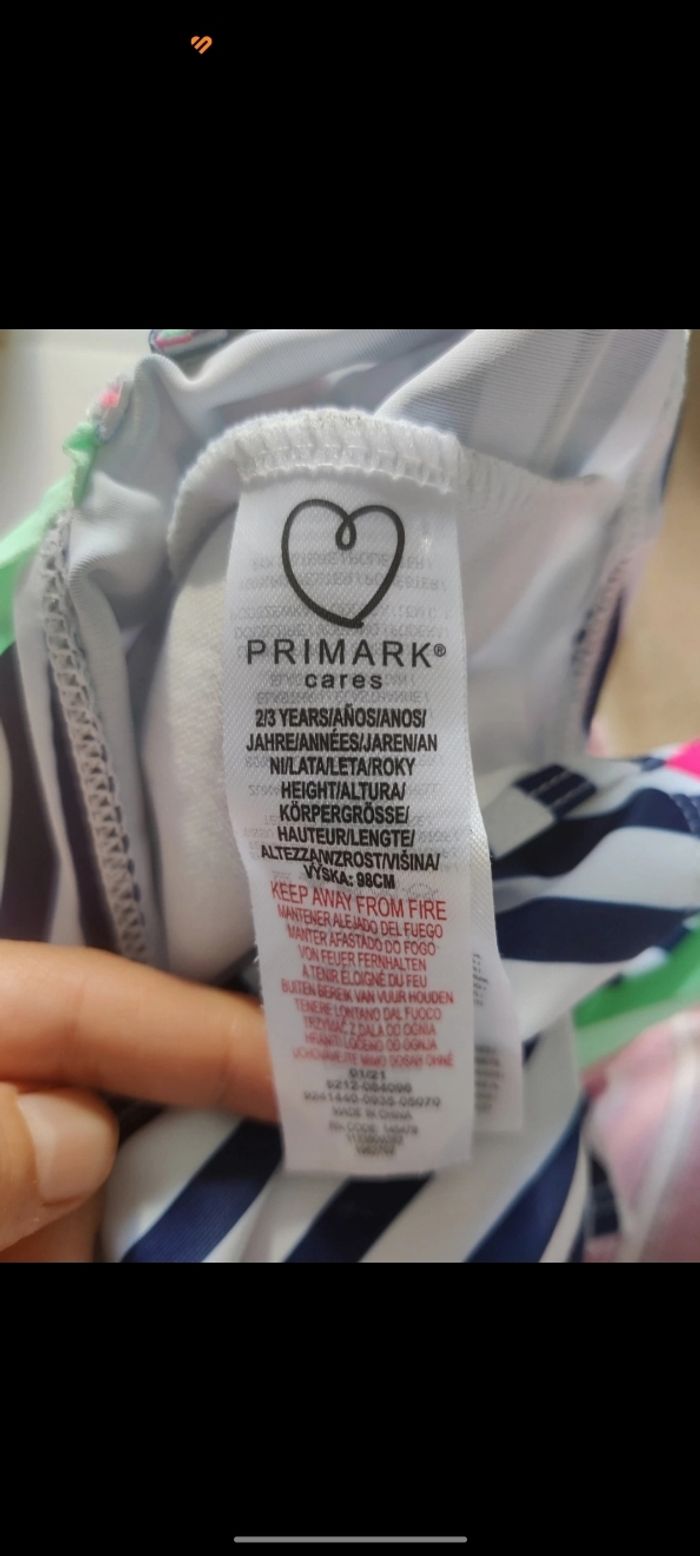 PRIMARK®
cares
2/3 YEARS/AÑOS/ANOS/
JAHRE/ANNÉES/JAREN/AN
NI/LATA/LETA/ROKY
HEIGHT/ALTURA/
KÖRPERGRÖSSE/
HAUTEUR/LENGTE/
ALTEZZA/WZROST/VIŠINA/
VÝŠKA: 98CM
KEEP AWAY FROM FIRE
MANTENER ALEJADO DEL FUEGO
MANTER AFASTADO DO FOGO
VON FEUER FERNHALTEN
À TENIR ÉLOIGNÉ DU FEU
BUITEN BEREIK VAN VUUR HOUDEN
TENERE LONTANO DAL FUOCO
TRZYMAĆ Z DALA OD OGNIA
HRANITI LOČENO OD OGNJA
01/21
MADE IN CHINA